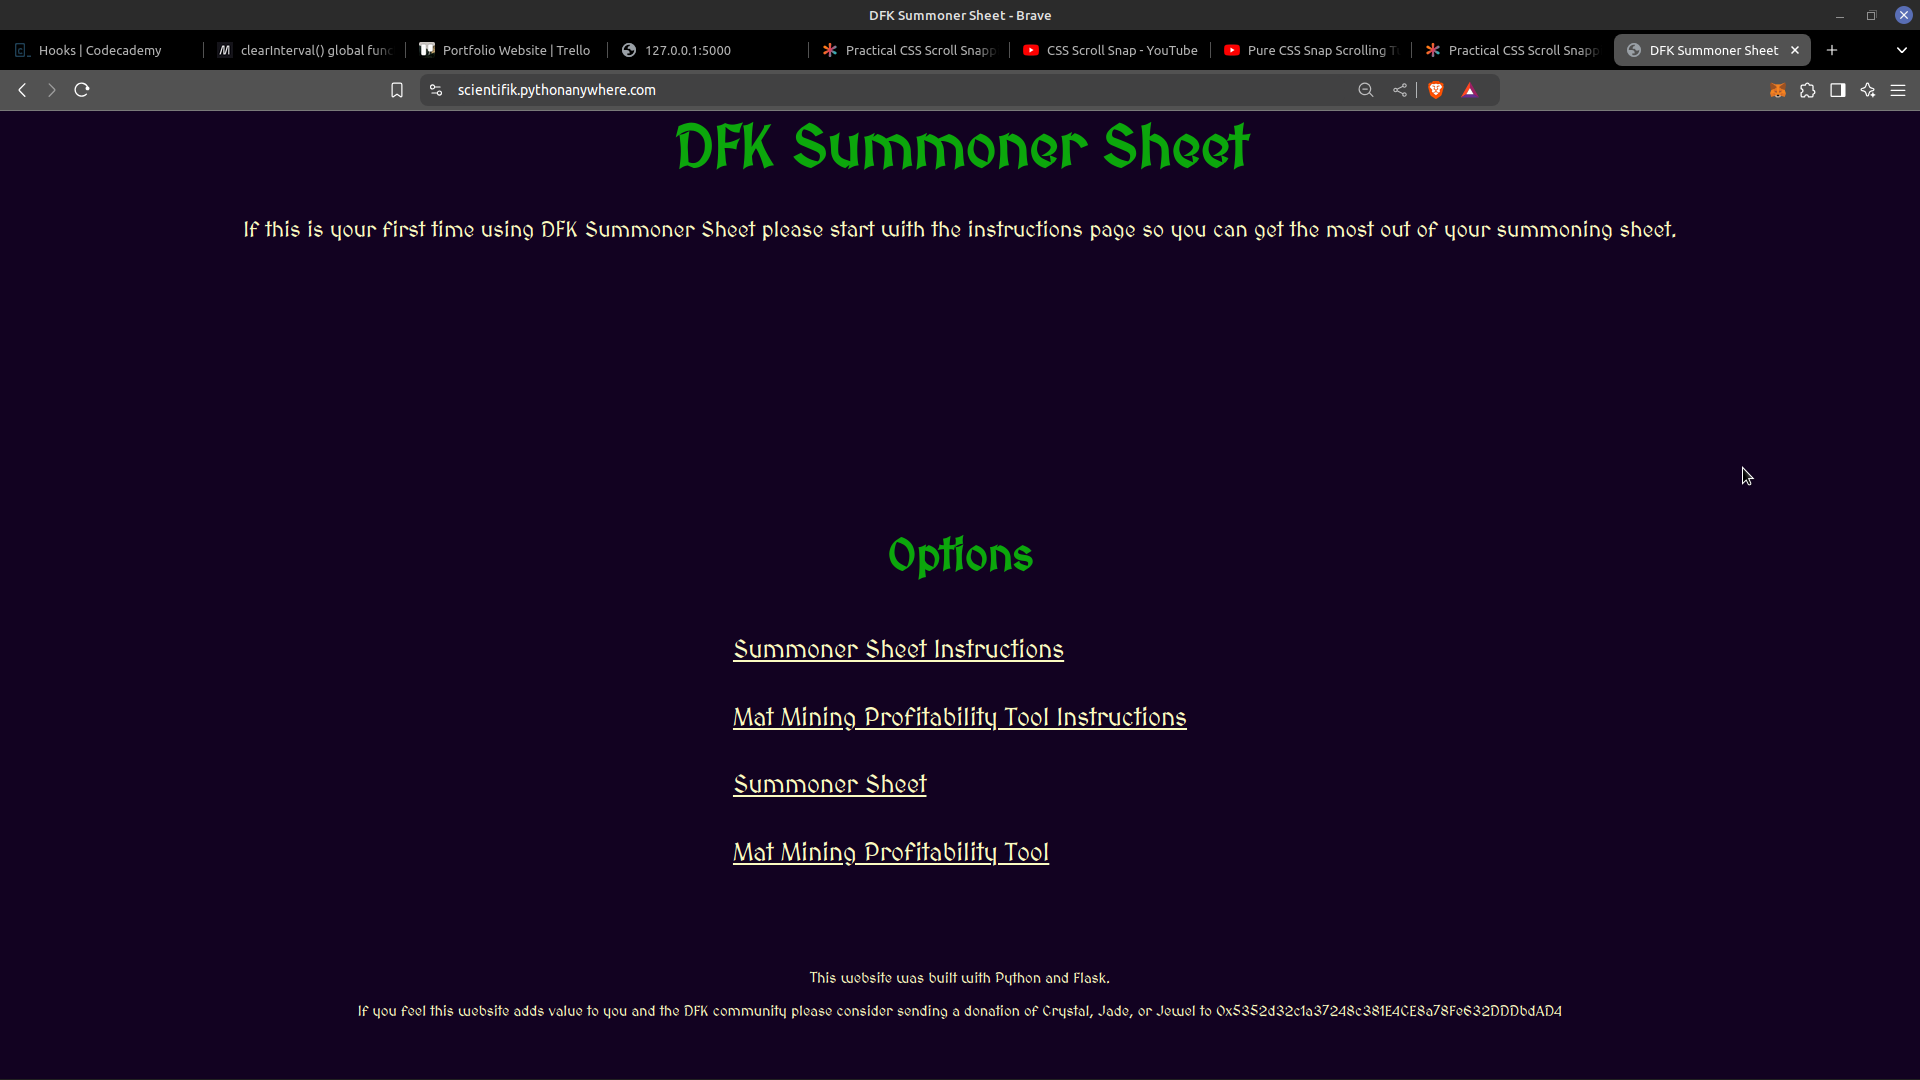 DFK Summoner Sheet - Brave
Hooks | Codecademy
clearInterval() global func
Portfolio Website | Trello
127.0.0.1:5000
Practical CSS Scroll Snapp
CSS Scroll Snap - YouTube
Pure CSS Snap Scrolling T
Practical CSS Scroll Snapp
DFK Summoner Sheet
scientifik.pythonanywhere.com
DFK Summoner Sheet
If this is your first time using DFK Summoner Sheet please start with the instructions page so you can get the most out of your summoning sheet.
Options
Summoner Sheet Instructions
Mat Mining Profitability Tool Instructions
Summoner Sheet
Mat Mining Profitability Tool
This website was built with Python and Flask.
If you feel this website adds value to you and the DFK community please consider sending a donation of Crystal, Jade, or Jewel to 0x5352d32c1a37248c381E4CE8a78Fe632DDDbdAD4